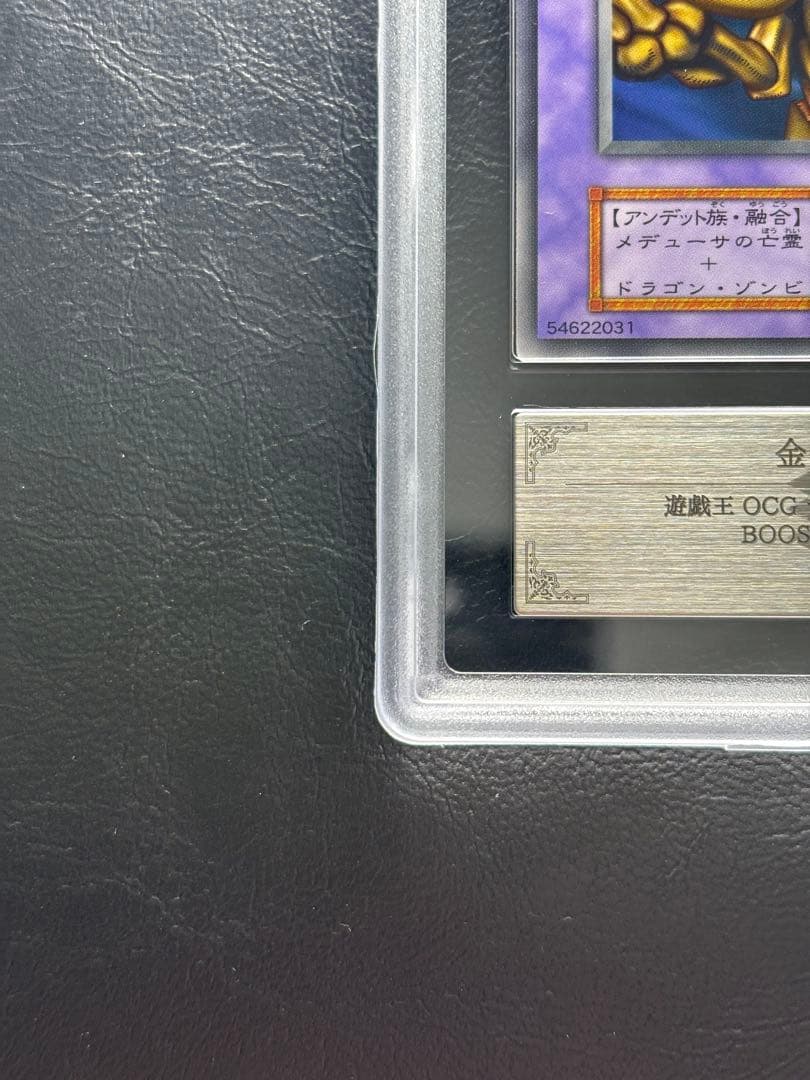 【アンデット族・融合】
メデューサの亡霊
+
ドラゴン・ゾンビ
54622031
金
遊戯王 OCG
BOOS